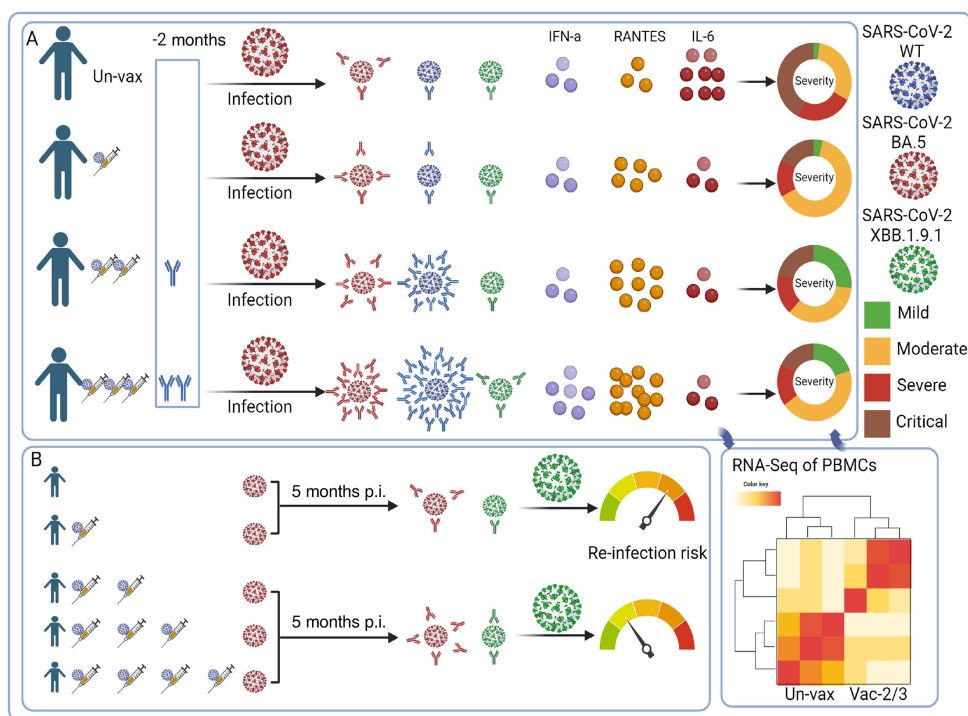 A
Un-vax
-2 months
Infection
Infection
Infection
Infection
IFN-a
RANTES
IL-6
Severity
Severity
Severity
Severity
SARS-CoV-2
WT
SARS-CoV-2
BA.5
SARS-CoV-2
XBB.1.9.1
Mild
Moderate
Severe
Critical
B
5 months p.i.
Re-infection risk
5 months p.i.
RNA-Seq of PBMCs
Color key
Un-vax
Vac-2/3